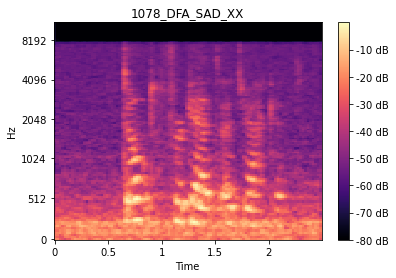 1078_DFA_SAD_XX
8192
4096
2048
1024
512
0
Hz
0
0.5
1
1.5
2
Time
-10 dB
-20 dB
-30 dB
-40 dB
-50 dB
-60 dB
-70 dB
-80 dB